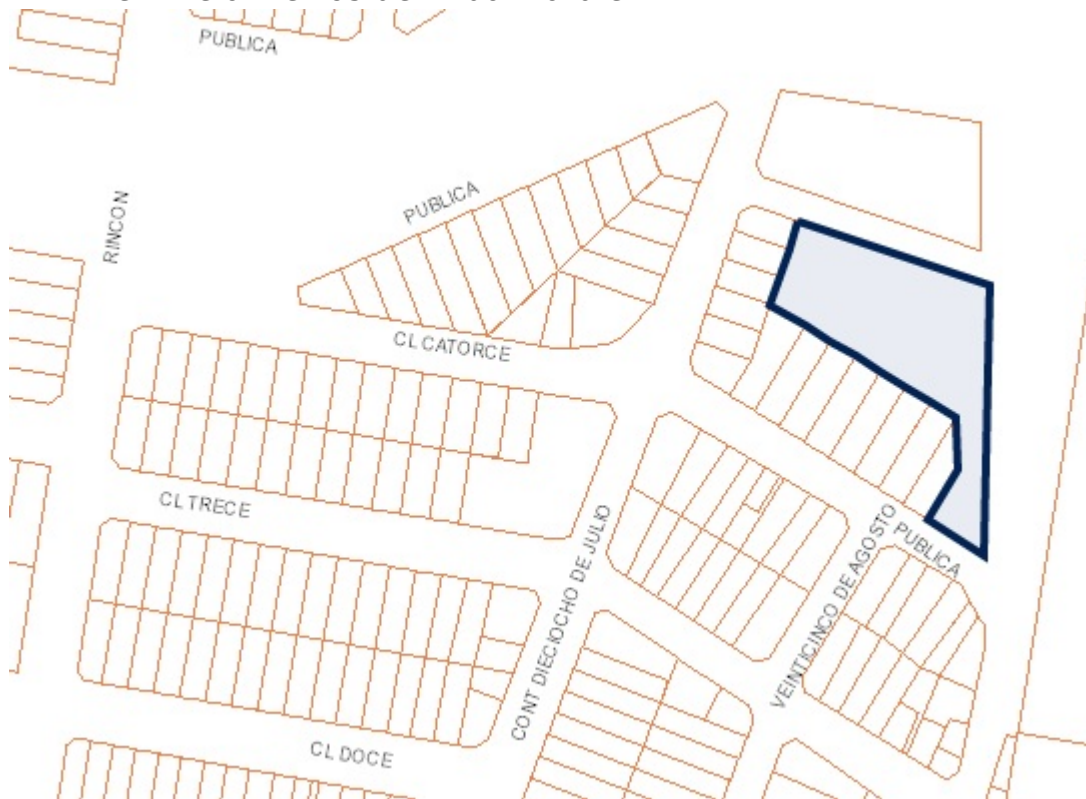 PUBLICA
PUBLICA
RINCON
CL CATORCE
CL TRECE
PUBLICA
VEINTICINCO DE AGOSTO
CONT DIECIOCHO DE JULIO
CL DOCE